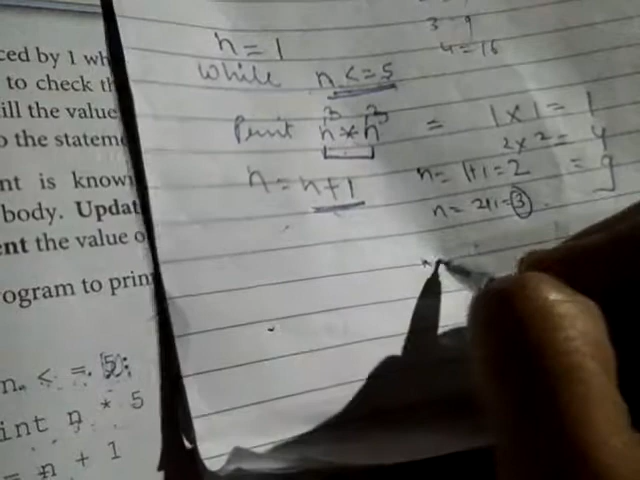 ced by 1 wh
to check th
ill the value
o the stateme
nt is know
body. Updat
ent the value o
ogram to prin
n < = 50;
int n * 5
= n + 1
3 9
4 = 16
n = 1
While n <= 5
Print n * n = 1 x 1 = 1
2 x 2 = 4
n = n + 1 n = 1+1 = 2 = 9
n = 2+1 = 3